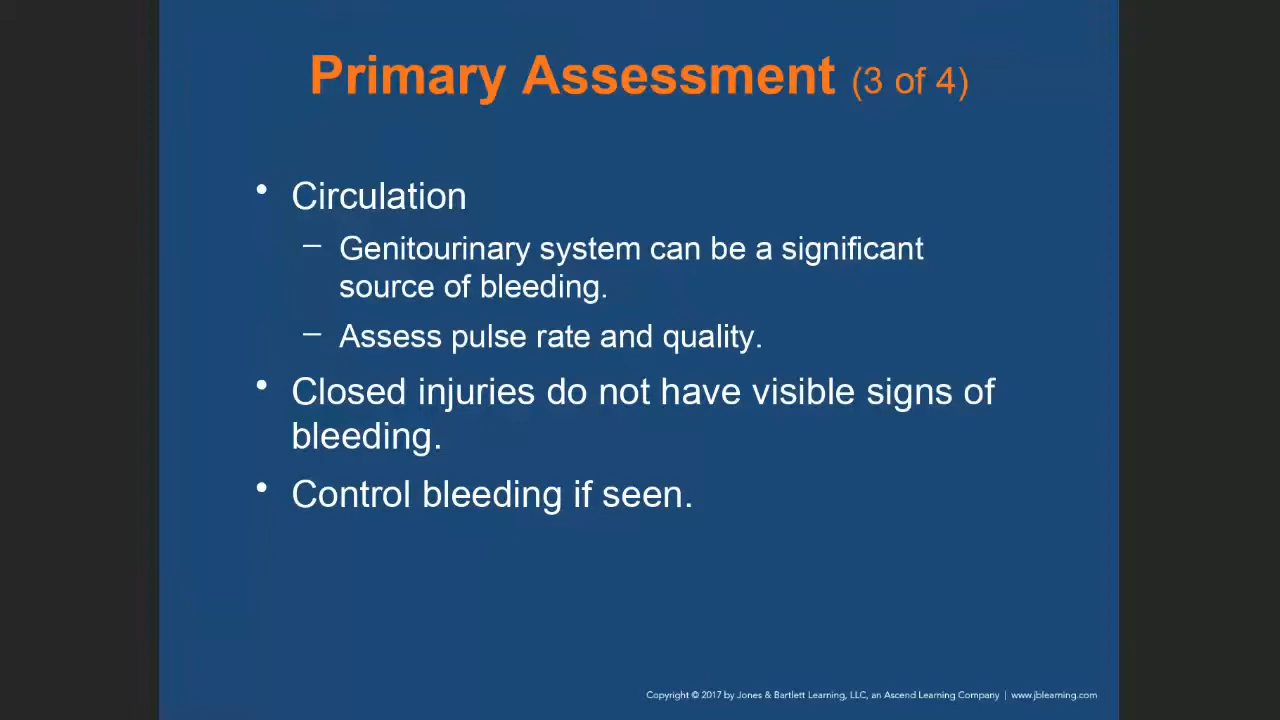 Primary Assessment (3 of 4)
• Circulation
– Genitourinary system can be a significant
source of bleeding.
– Assess pulse rate and quality.
• Closed injuries do not have visible signs of
bleeding.
• Control bleeding if seen.
Copyright © 2017 by Jones & Bartlett Learning, LLC, an Ascend Learning Company | www.jblearning.com